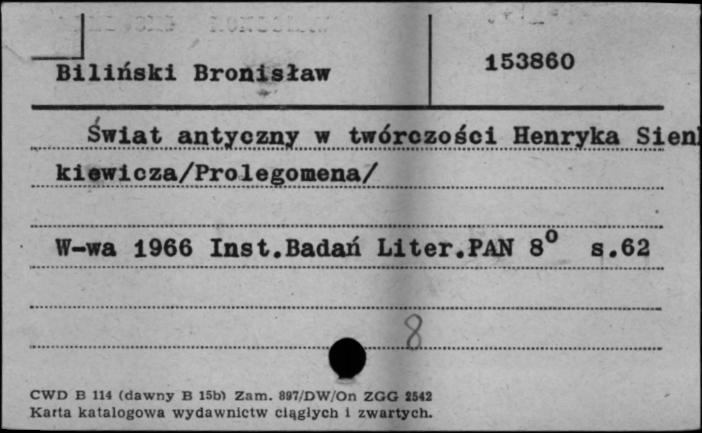 Biliński Bronisław
153860
Świat antyczny w twórczości Henryka Sien
kiewicza/Prolegomena/
W-wa 1966 Inst.Badań Liter.PAN 8° s.62
8
CWD B 114 (dawny B 15b) Zam. 897/DW/On ZGG 2542
Karta katalogowa wydawnictw ciągłych i zwartych.